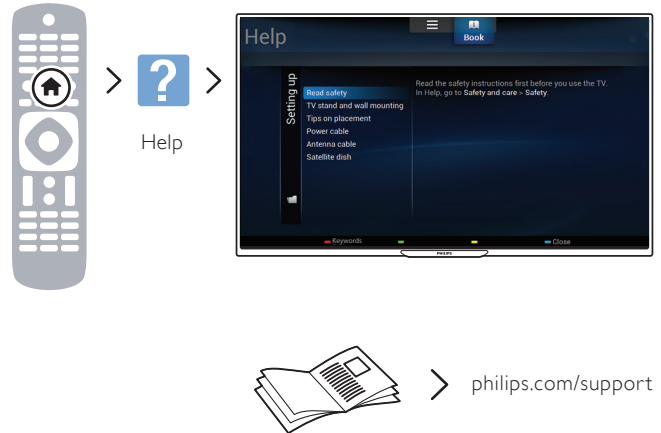 Help
Book
Setting up
Read safety
TV stand and wall mounting
Tips on placement
Power cable
Antenna cable
Satellite dish
Read the safety instructions first before you use the TV.
In Help, go to Safety and care > Safety.
Keywords
Close
PHILIPS
?
Help
philips.com/support